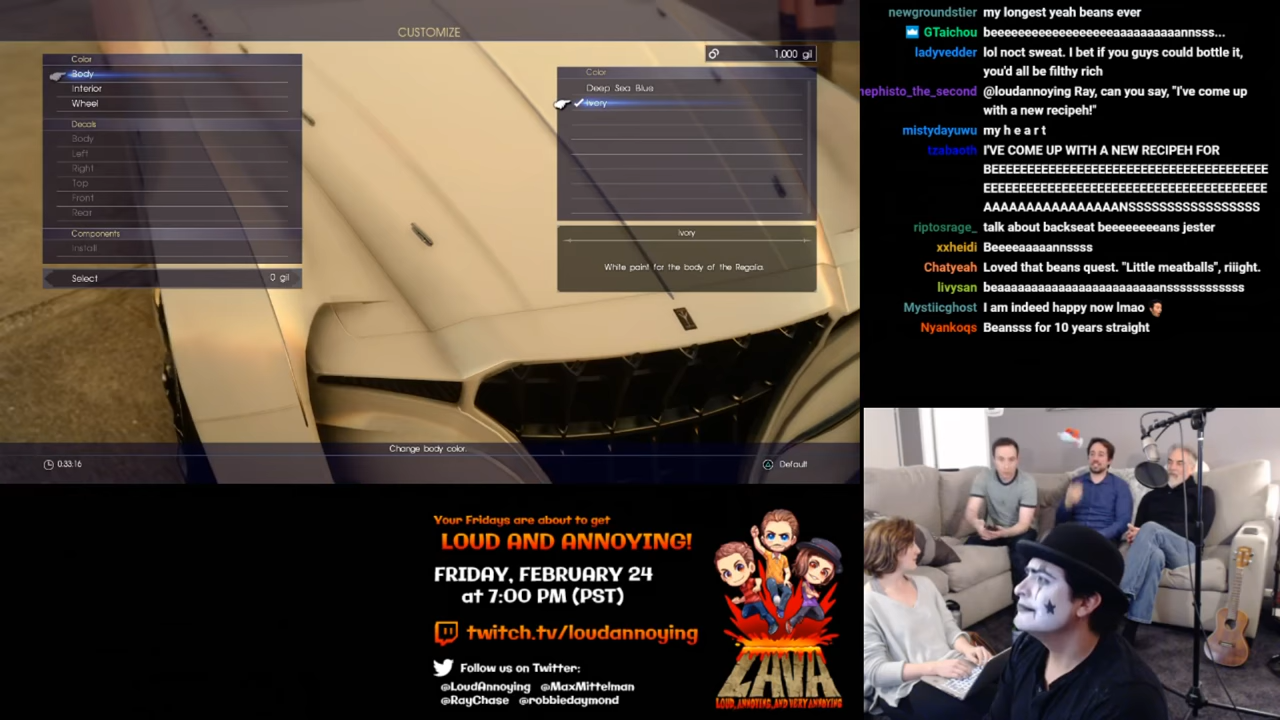 CUSTOMIZE
1,000 gil
Color
Body
Interior
Wheel
Decals
Body
Left
Right
Top
Front
Rear
Components
Install
Select 0 gil
Color
Deep Sea Blue
Ivory
Ivory
White paint for the body of the Regalia.
Change body color.
0:33:16
Default
newgroundstier my longest yeah beans ever
GTaichou beeeeeeeeeeeeeeeeeaaaaaaaaaannsss...
ladyvedder lol noct sweat. I bet if you guys could bottle it,
you'd all be filthy rich
nephisto_the_second @loudannoying Ray, can you say, "I've come up
with a new recipeh!"
mistydayuwu my h e a r t
tzabaoth I'VE COME UP WITH A NEW RECIPEH FOR
BEEEEEEEEEEEEEEEEEEEEEEEEEEEEEEEEEEE
EEEEEEEEEEEEEEEEEEEEEEEEEEEEEEEEEEEE
AAAAAAAAAAAAAAAANSSSSSSSSSSSSSSSSS
riptosrage_ talk about backseat beeeeeeeans jester
xxheidi Beeeeaaaannssss
Chatyeah Loved that beans quest. "Little meatballs", riiight.
livysan beaaaaaaaaaaaaaaaaaaaaaaaaansssssssssss
Mystiicghost I am indeed happy now lmao
Nyankoqs Beansss for 10 years straight
Your Fridays are about to get
LOUD AND ANNOYING!
FRIDAY, FEBRUARY 24
at 7:00 PM (PST)
twitch.tv/loudannoying
Follow us on Twitter:
@LoudAnnoying @MaxMittelman
@RayChase @robbiedaymond
LAVA
LOUD, ANNOYING, AND VERY ANNOYING